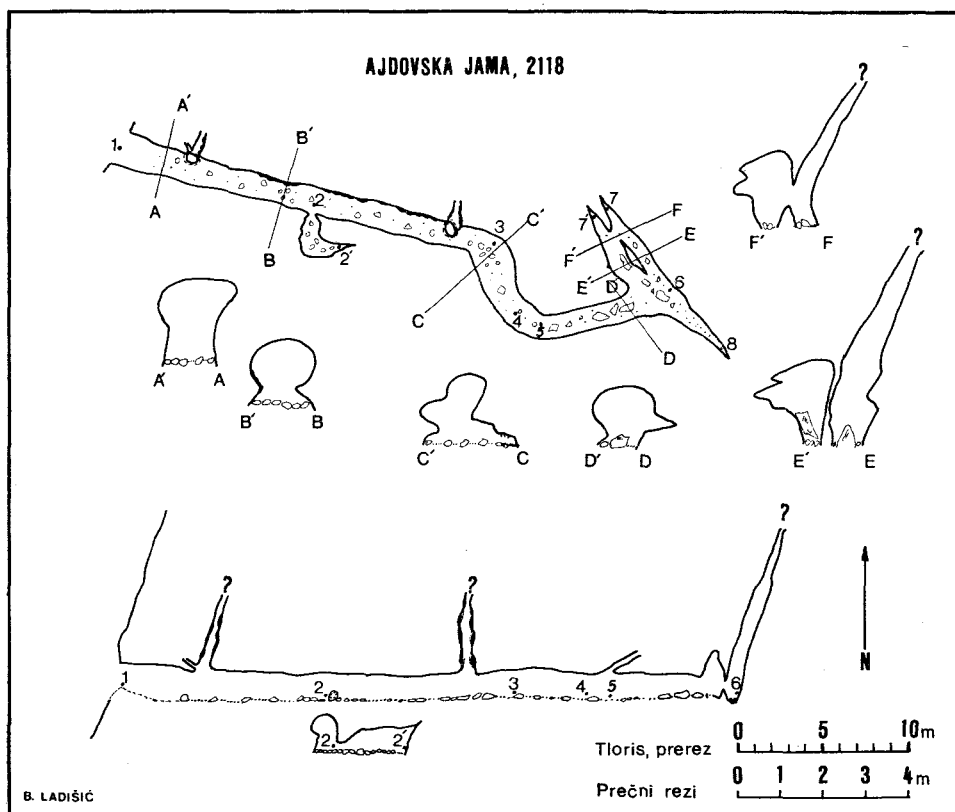 AJDOVSKA JAMA, 2118
?
A'
1.
B'
2
A
B
2'
C'
3
C
4
5
7
7'
F
F'
E
E'
D'
6
D
8
F' F
A' A
B' B
C' C
D' D
?
E' E
?
?
?
1
2
3
4
5
6
2
2'
N
0 5 10m
Tloris, prerez
0 1 2 3 4m
Prečni rezi
B. LADIŠIĆ